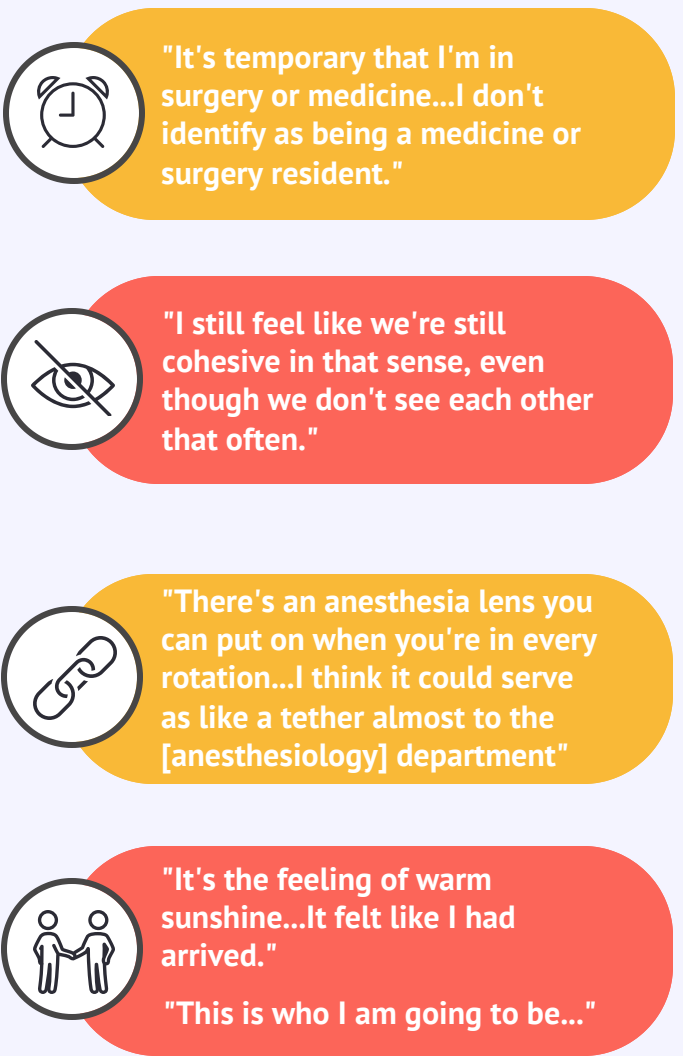 "It's temporary that I'm in
surgery or medicine...I don't
identify as being a medicine or
surgery resident."
"I still feel like we're still
cohesive in that sense, even
though we don't see each other
that often."
"There's an anesthesia lens you
can put on when you're in every
rotation...I think it could serve
as like a tether almost to the
[anesthesiology] department"
"It's the feeling of warm
sunshine...It felt like I had
arrived."
"This is who I am going to be..."